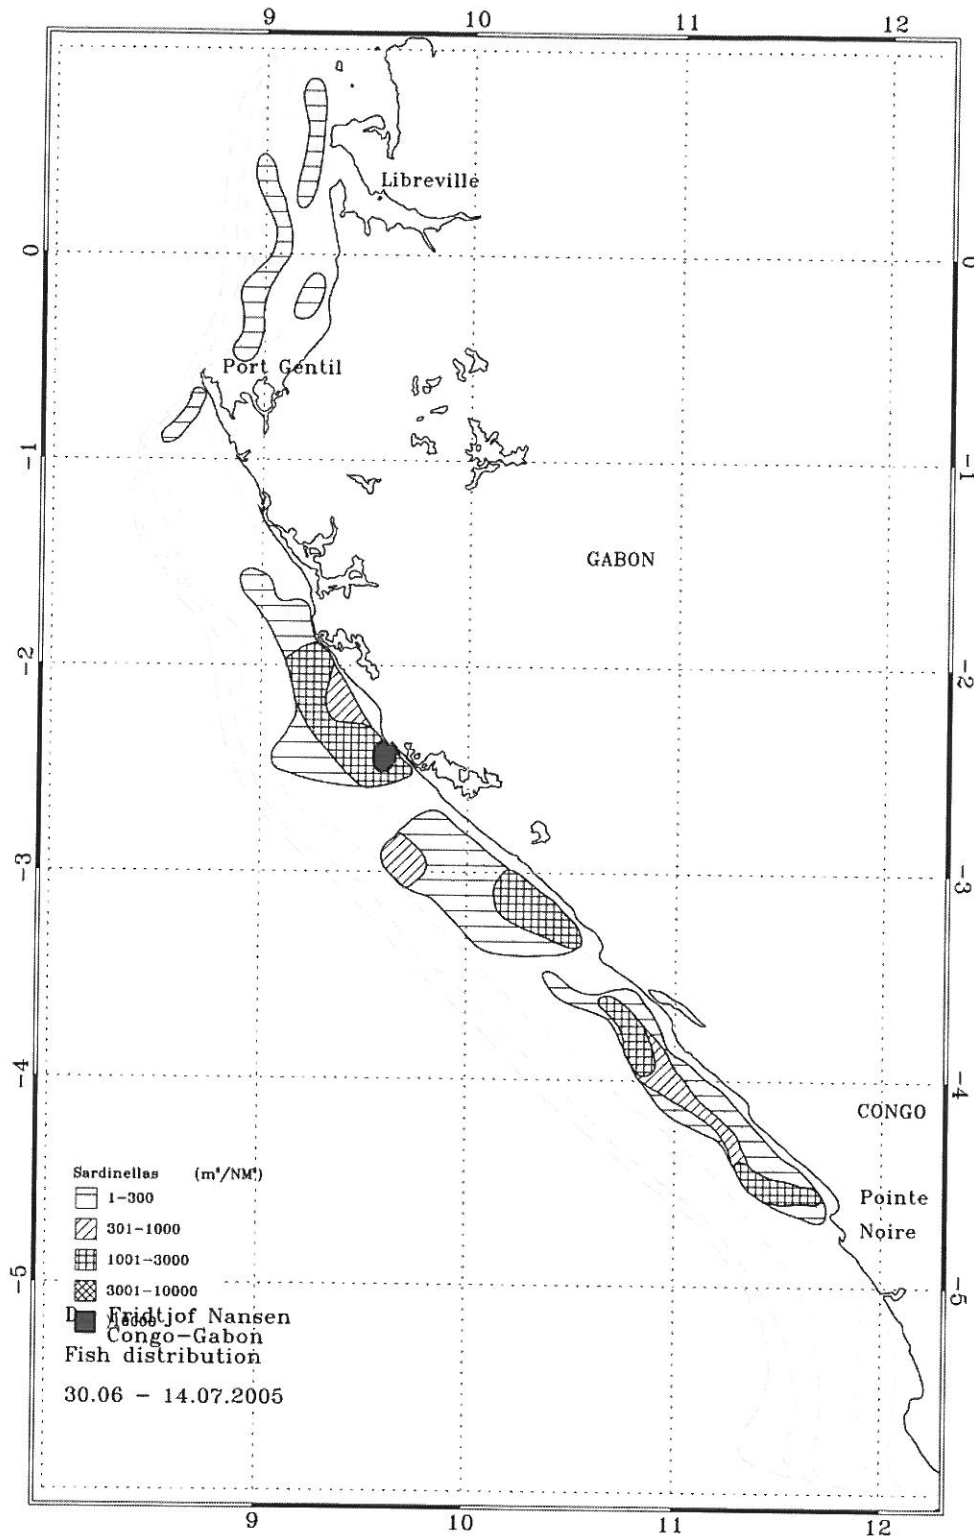 9 10 11 12
Libreville
0 0
Port Gentil
-1 -1
GABON
-2 -2
-3 -3
-4 -4
CONGO
Sardinellas (m²/NM²)
1-300
Pointe
301-1000
Noire
1001-3000
-5 -5
3001-10000
Fridtjof Nansen
Congo-Gabon
Fish distribution
30.06 - 14.07.2005
9 10 11 12